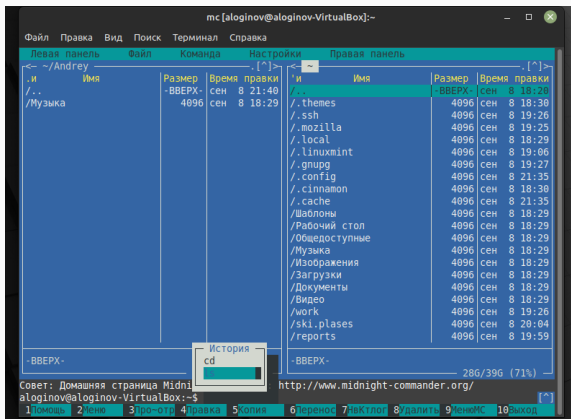 mc [aloginov@aloginov-VirtualBox]:~
Файл Правка Вид Поиск Терминал Справка
Левая панель Файл Команда Настройки Правая панель
<— ~/Andrey .[^]> <— ~ .[^]>
.и Имя Размер Время правки 'и Имя Размер Время правки
/.. -ВВЕРХ- сен 8 21:40 /.. -ВВЕРХ- сен 8 18:20
/Музыка 4096 сен 8 18:29 /.themes 4096 сен 8 18:30
/.ssh 4096 сен 8 19:26
/.mozilla 4096 сен 8 19:25
/.local 4096 сен 8 18:29
/.linuxmint 4096 сен 8 19:06
/.gnupg 4096 сен 8 19:27
/.config 4096 сен 8 21:35
/.cinnamon 4096 сен 8 18:30
/.cache 4096 сен 8 21:35
/Шаблоны 4096 сен 8 18:29
/Рабочий стол 4096 сен 8 18:29
/Общедоступные 4096 сен 8 18:29
/Музыка 4096 сен 8 18:29
/Изображения 4096 сен 8 18:29
/Загрузки 4096 сен 8 18:29
/Документы 4096 сен 8 18:29
/Видео 4096 сен 8 18:29
/work 4096 сен 8 19:26
/ski.plases 4096 сен 8 20:04
/reports 4096 сен 8 19:59
История
-ВВЕРХ- cd -ВВЕРХ-
28G/39G (71%)
Совет: Домашняя страница Midni http://www.midnight-commander.org/
aloginov@aloginov-VirtualBox:~$ [^]
1Помощь 2Меню 3Про~отр 4Правка 5Копия 6Перенос 7НвКтлог 8Удалить 9МенюМС 10Выход